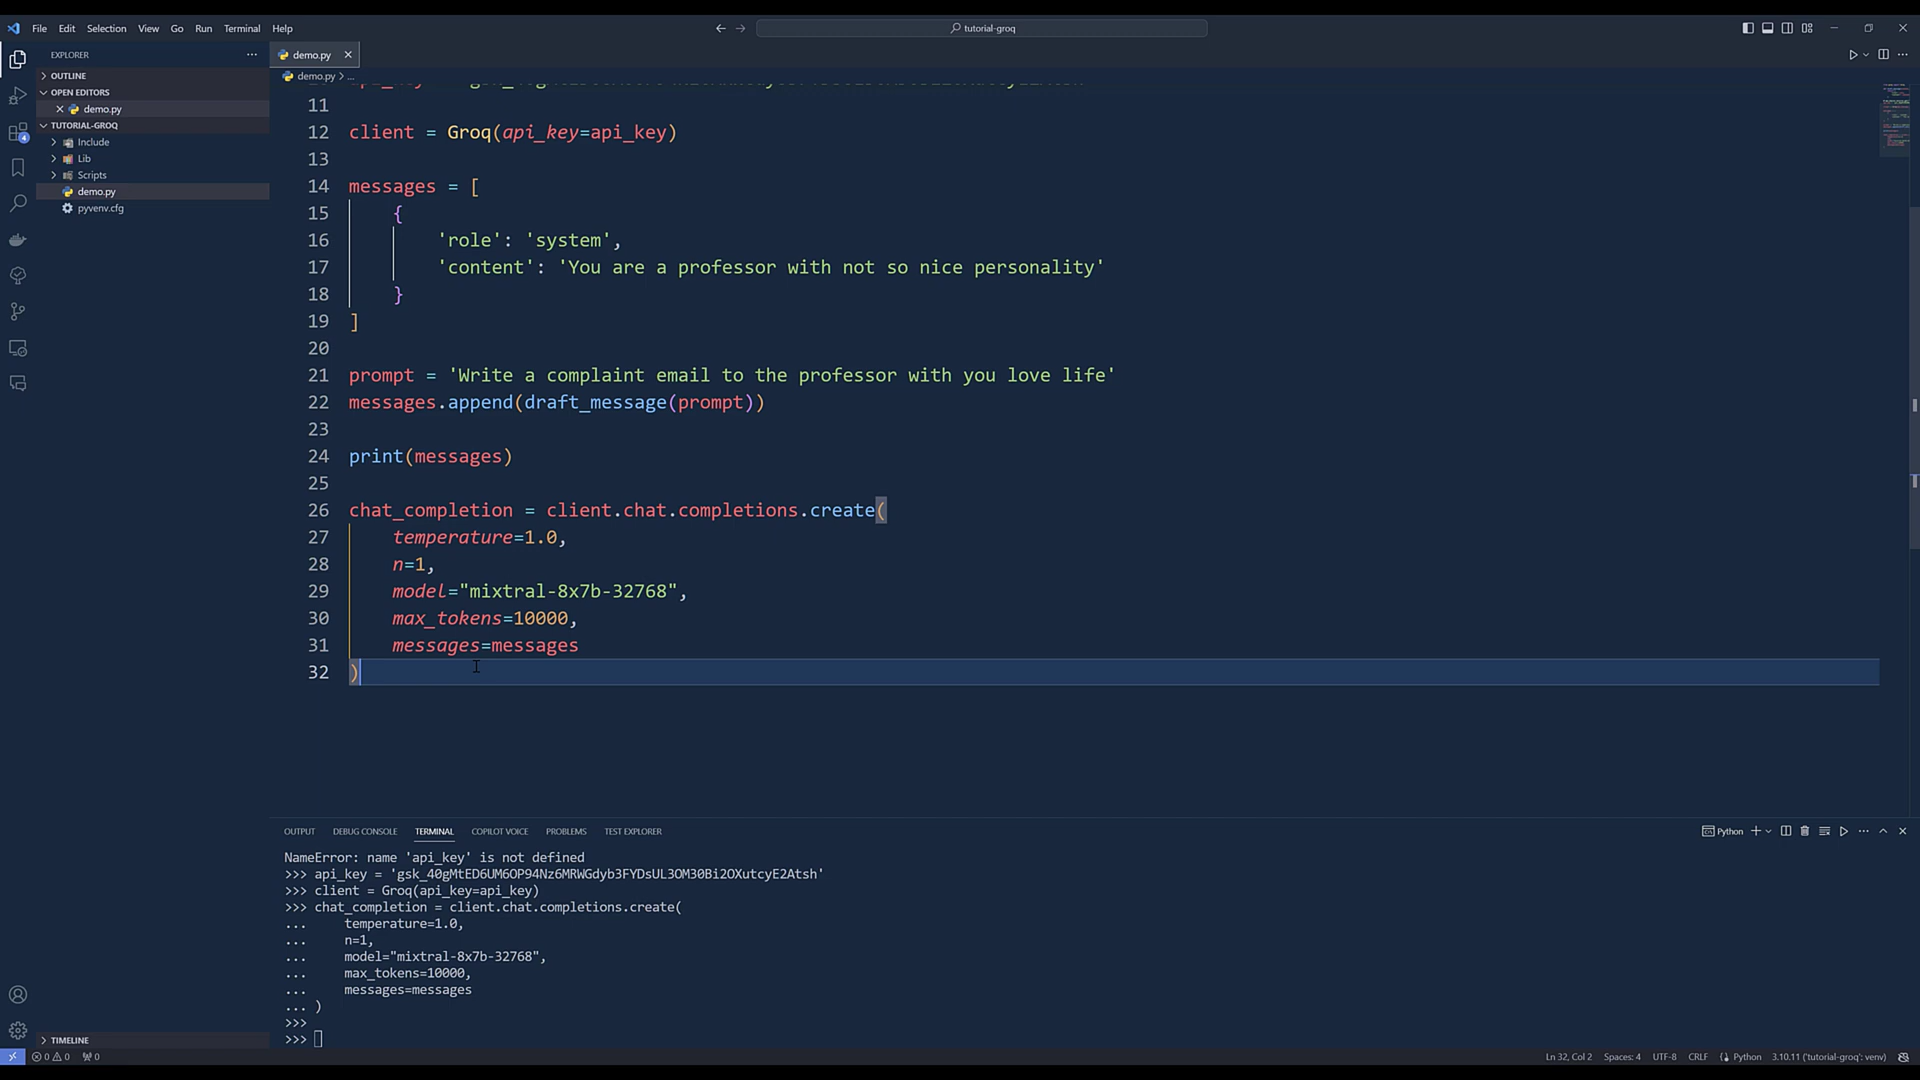 File Edit Selection View Go Run Terminal Help
tutorial-groq
EXPLORER
OUTLINE
OPEN EDITORS
demo.py
TUTORIAL-GROQ
Include
Lib
Scripts
demo.py
pyvenv.cfg
TIMELINE
demo.py
demo.py > ...
11
12 client = Groq(api_key=api_key)
13
14 messages = [
15 {
16 'role': 'system',
17 'content': 'You are a professor with not so nice personality'
18 }
19 ]
20
21 prompt = 'Write a complaint email to the professor with you love life'
22 messages.append(draft_message(prompt))
23
24 print(messages)
25
26 chat_completion = client.chat.completions.create(
27 temperature=1.0,
28 n=1,
29 model="mixtral-8x7b-32768",
30 max_tokens=10000,
31 messages=messages
32 )
OUTPUT DEBUG CONSOLE TERMINAL COPILOT VOICE PROBLEMS TEST EXPLORER
Python
NameError: name 'api_key' is not defined
>>> api_key = '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'
>>> client = Groq(api_key=api_key)
>>> chat_completion = client.chat.completions.create(
... temperature=1.0,
... n=1,
... model="mixtral-8x7b-32768",
... max_tokens=10000,
... messages=messages
... )
>>>
>>>
0 0 0
Ln 32, Col 2 Spaces: 4 UTF-8 CRLF Python 3.10.11 ('tutorial-groq': venv)